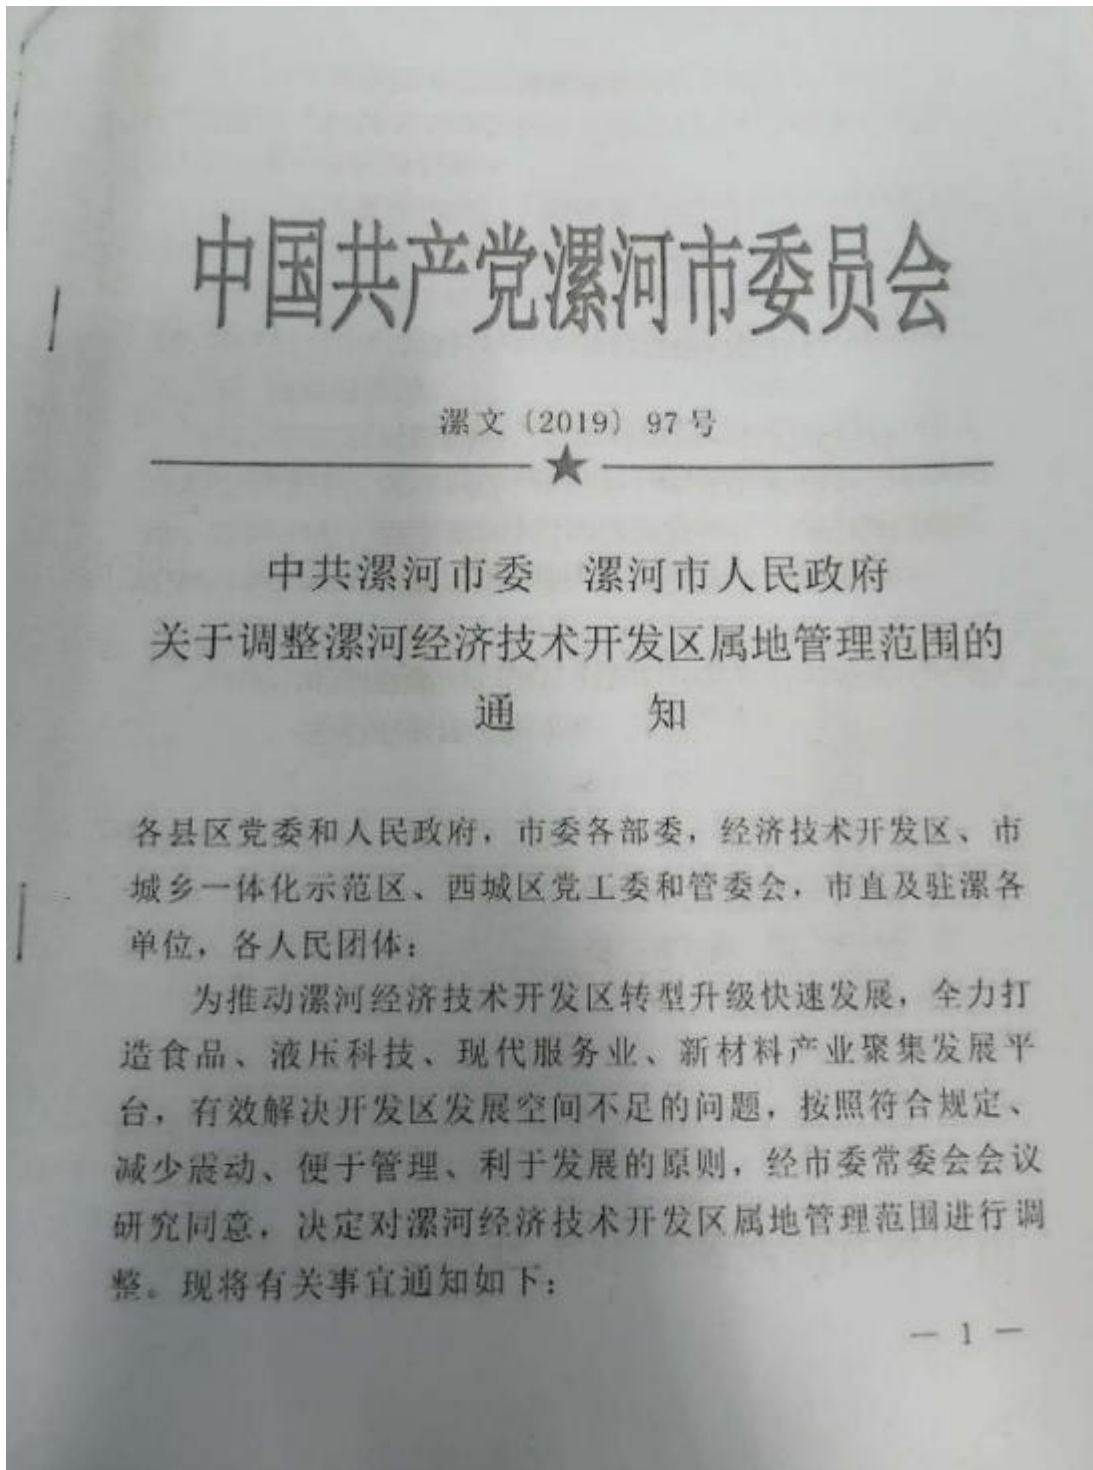 中国共产党漯河市委员会
漯文〔2019〕97号
中共漯河市委 漯河市人民政府
关于调整漯河经济技术开发区属地管理范围的
通 知
各县区党委和人民政府，市委各部委，经济技术开发区、市
城乡一体化示范区、西城区党工委和管委会，市直及驻漯各
单位，各人民团体：
为推动漯河经济技术开发区转型升级快速发展，全力打
造食品、液压科技、现代服务业、新材料产业聚集发展平
台，有效解决开发区发展空间不足的问题，按照符合规定、
减少震动、便于管理、利于发展的原则，经市委常委会会议
研究同意，决定对漯河经济技术开发区属地管理范围进行调
整。现将有关事宜通知如下：
— 1 —